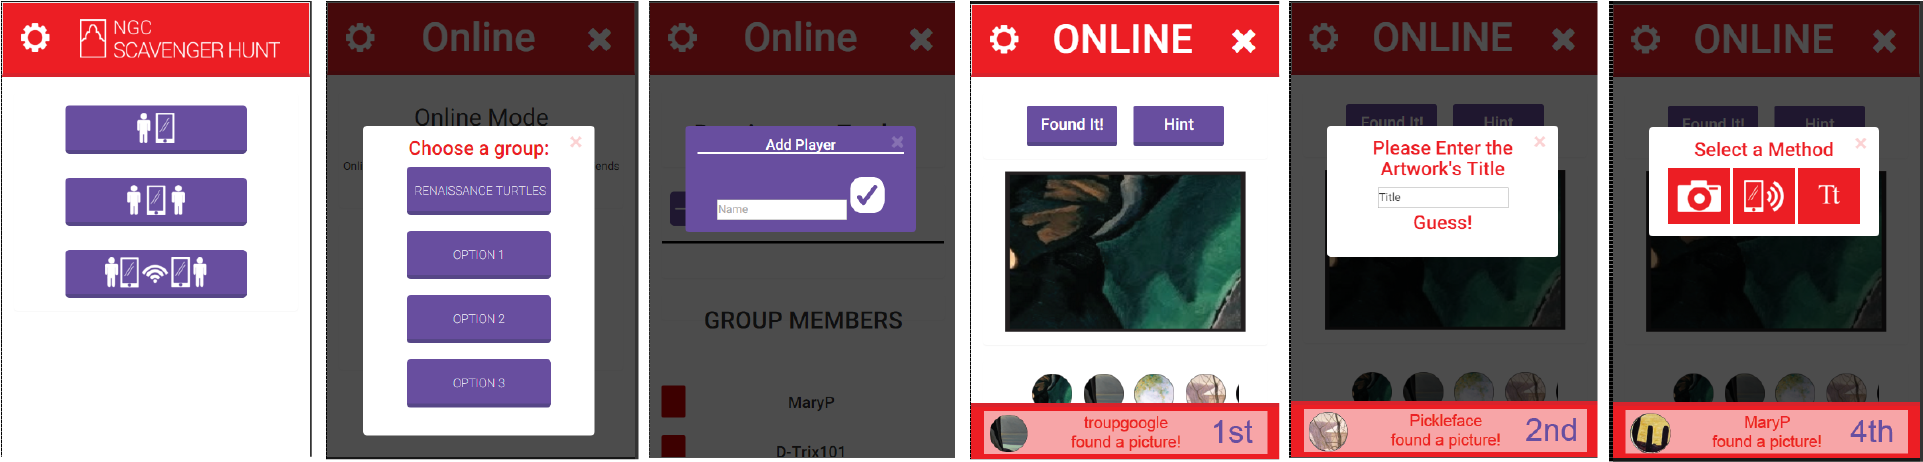 NGC
SCAVENGER HUNT
Online
Online Mode
Onli
ends
Choose a group:
RENAISSANCE TURTLES
OPTION 1
OPTION 2
OPTION 3
Online
Add Player
Name
GROUP MEMBERS
MaryP
D-Trix101
ONLINE
Found It!
Hint
troupgoogle
found a picture!
1st
ONLINE
Found It!
Hint
Please Enter the
Artwork's Title
Title
Guess!
Pickleface
found a picture!
2nd
ONLINE
Found It!
Hint
Select a Method
Tt
MaryP
found a picture!
4th